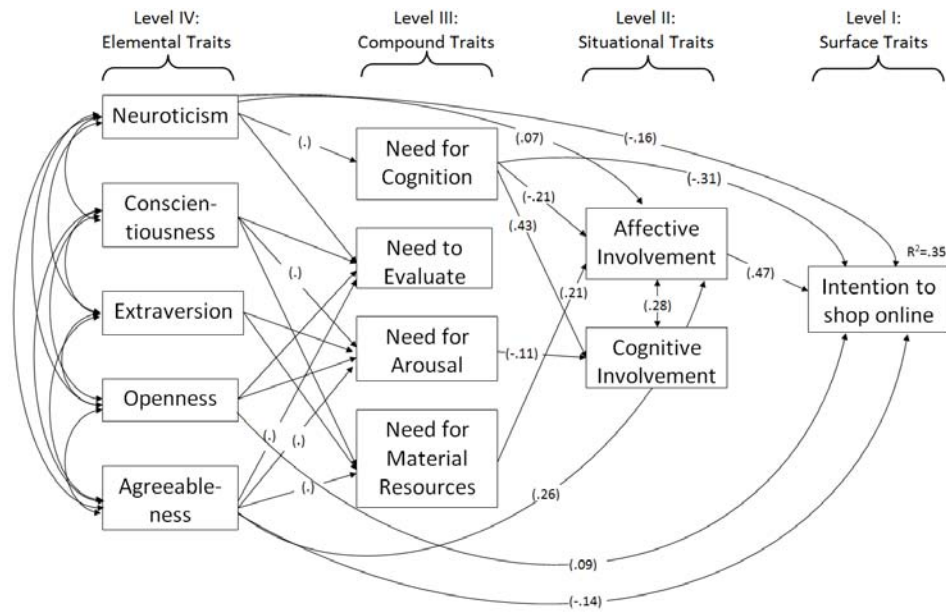 Level IV:
Elemental Traits
Level III:
Compound Traits
Level II:
Situational Traits
Level I:
Surface Traits
Neuroticism
Conscien-
tiousness
Extraversion
Openness
Agreeable-
ness
Need for
Cognition
Need to
Evaluate
Need for
Arousal
Need for
Material
Resources
Affective
Involvement
Cognitive
Involvement
R²=.35
Intention to
shop online
(.)
(.07)
(-.16)
(-.31)
(-.21)
(.43)
(.)
(.47)
(.21)
(.28)
(-.11)
(.)
(.)
(.)
(.26)
(.09)
(-.14)